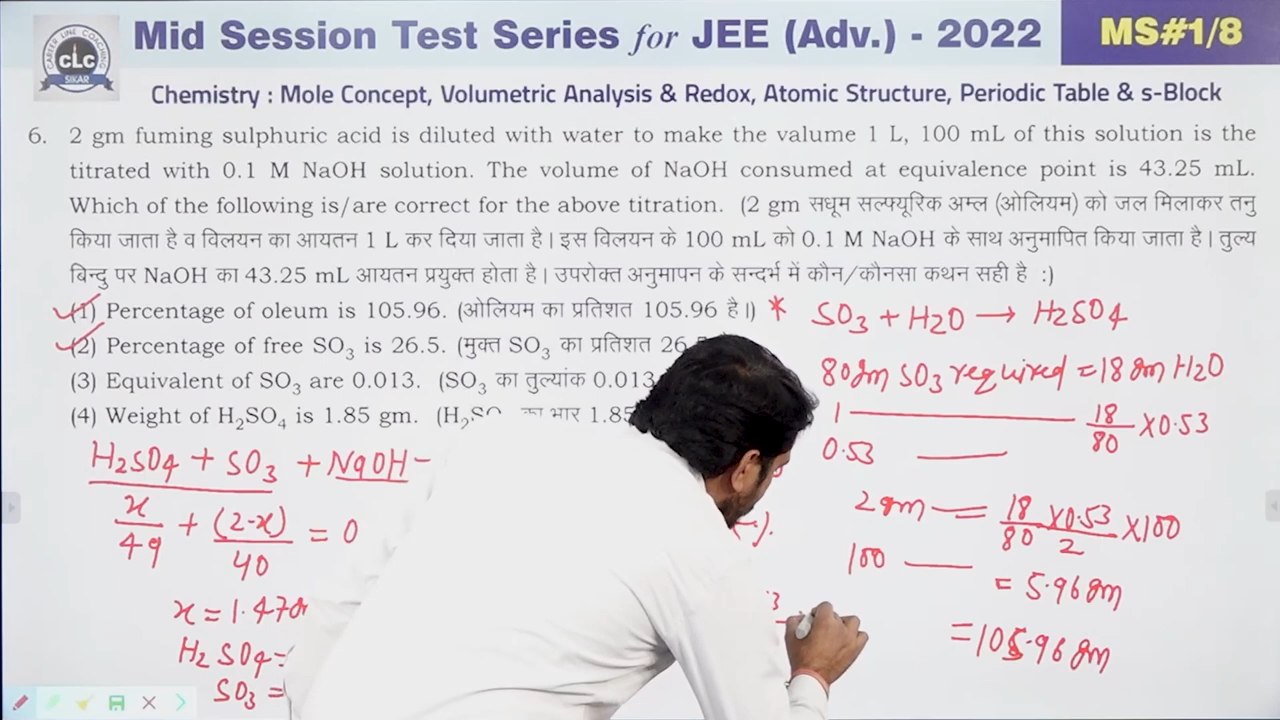 CAREER LINE COACHING
CLC
SIKAR
Mid Session Test Series for JEE (Adv.) - 2022
MS#1/8
Chemistry : Mole Concept, Volumetric Analysis & Redox, Atomic Structure, Periodic Table & s-Block
6. 2 gm fuming sulphuric acid is diluted with water to make the valume 1 L, 100 mL of this solution is the
titrated with 0.1 M NaOH solution. The volume of NaOH consumed at equivalence point is 43.25 mL.
Which of the following is/are correct for the above titration. (2 gm सधूम सल्फ्यूरिक अम्ल (ओलियम) को जल मिलाकर तनु
किया जाता है व विलयन का आयतन 1 L कर दिया जाता है। इस विलयन के 100 mL को 0.1 M NaOH के साथ अनुमापित किया जाता है। तुल्य
बिन्दु पर NaOH का 43.25 mL आयतन प्रयुक्त होता है। उपरोक्त अनुमापन के सन्दर्भ में कौन/कौनसा कथन सही है :)
(1) Percentage of oleum is 105.96. (ओलियम का प्रतिशत 105.96 है।)
(2) Percentage of free SO3 is 26.5. (मुक्त SO3 का प्रतिशत 26
(3) Equivalent of SO3 are 0.013. (SO3 का तुल्यांक 0.013
(4) Weight of H2SO4 is 1.85 gm. का भार 1.85
H2SO4 + SO3 + NaOH
x/49 + (2-x)/40 = 0
x = 1.47
H2SO4 =
SO3 =
* SO3 + H2O → H2SO4
80gm SO3 required = 18gm H2O
1 — 18/80 × 0.53
0.53 —
2gm — = 18/80 × 0.53/2 × 100
100 —
= 5.96 gm
= 105.96 gm